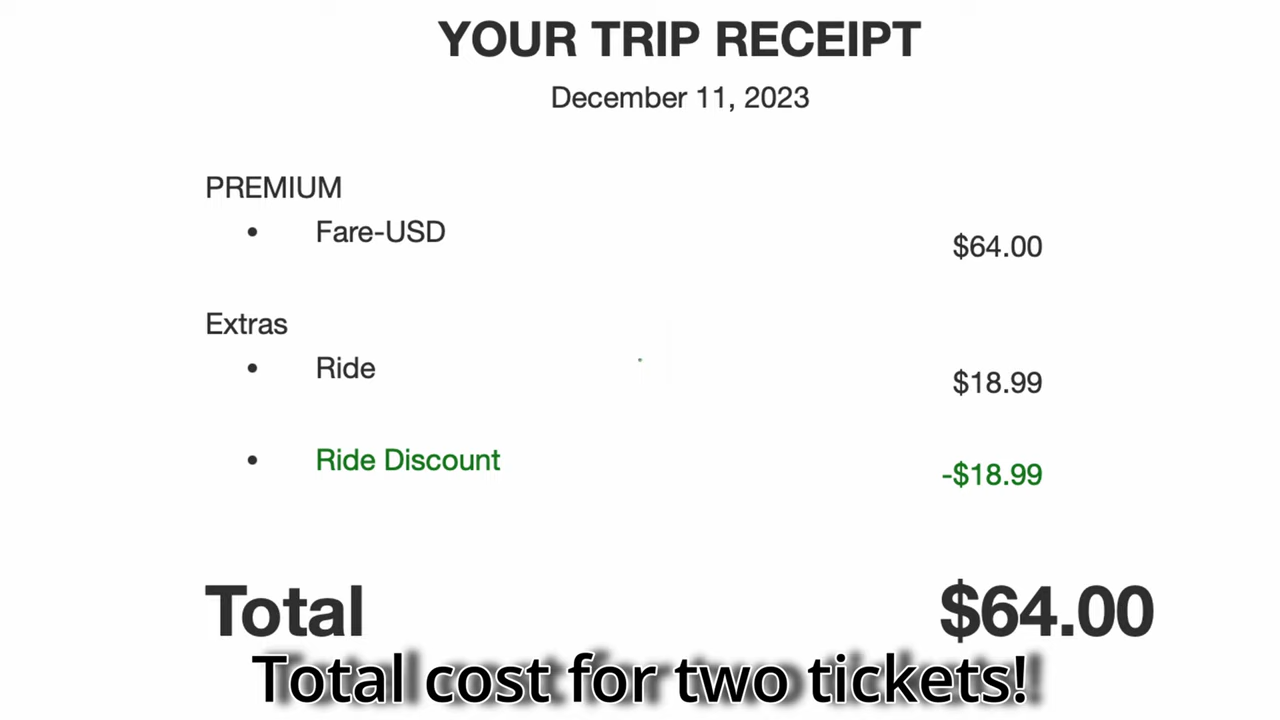 YOUR TRIP RECEIPT
December 11, 2023
PREMIUM
• Fare-USD $64.00
Extras
• Ride $18.99
• Ride Discount -$18.99
Total $64.00
Total cost for two tickets!